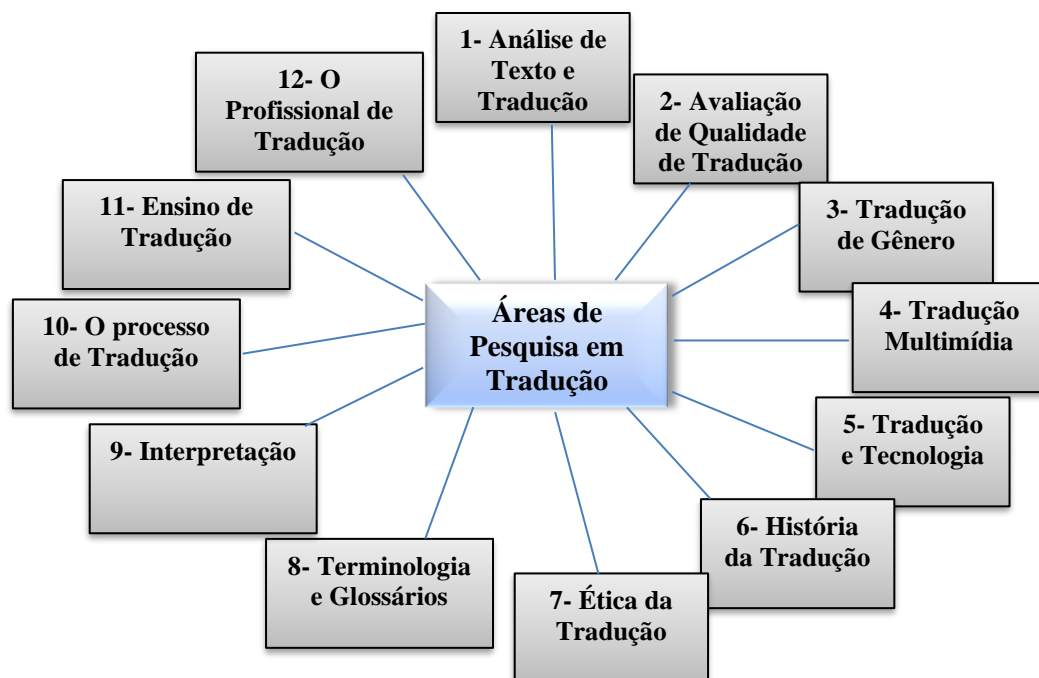 Áreas de
Pesquisa em
Tradução
1- Análise de
Texto e
Tradução
2- Avaliação
de Qualidade
de Tradução
3- Tradução
de Gênero
4- Tradução
Multimídia
5- Tradução
e Tecnologia
6- História
da Tradução
7- Ética da
Tradução
8- Terminologia
e Glossários
9- Interpretação
10- O processo
de Tradução
11- Ensino de
Tradução
12- O
Profissional de
Tradução